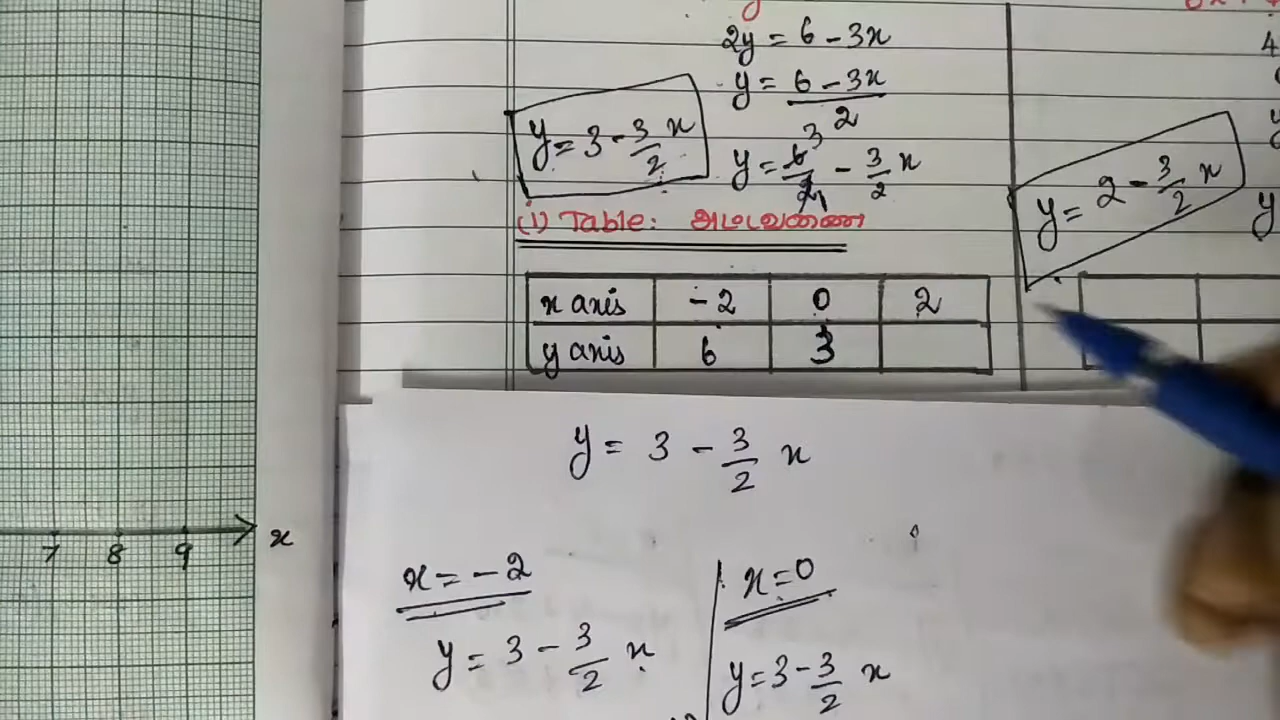 2y = 6 - 3x
y = 6 - 3x / 2
y = 3 - 3/2 x
y = 6/2 - 3/2 x
3
1
(i) Table: அட்டவணை
x axis -2 0 2
y axis 6 3
y = 2 - 3/2 x
y
y = 3 - 3/2 x
7 8 9 x
x = -2
y = 3 - 3/2 x
x = 0
y = 3 - 3/2 x